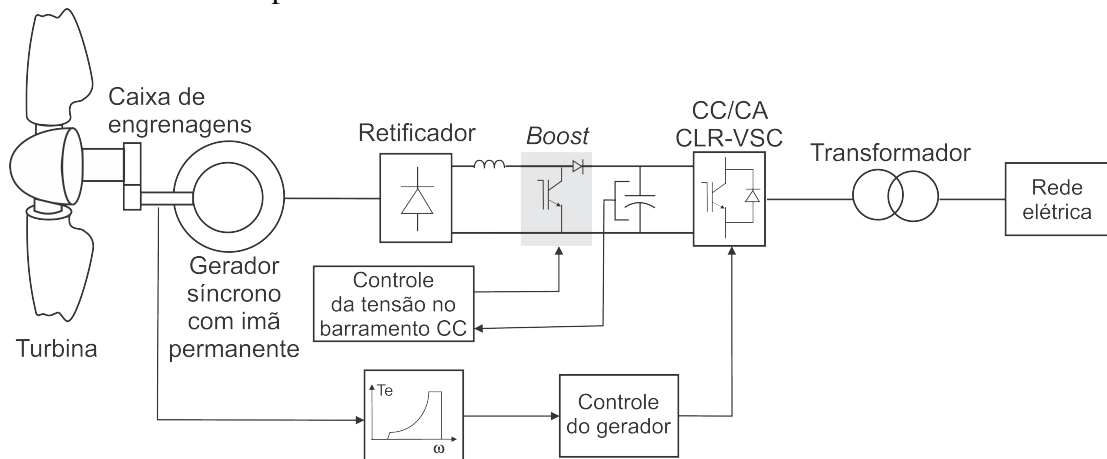 Caixa de
engrenagens
Retificador
Boost
CC/CA
CLR-VSC
Transformador
Rede
elétrica
Gerador
síncrono
com imã
permanente
Turbina
Controle
da tensão no
barramento CC
Te
ω
Controle
do gerador